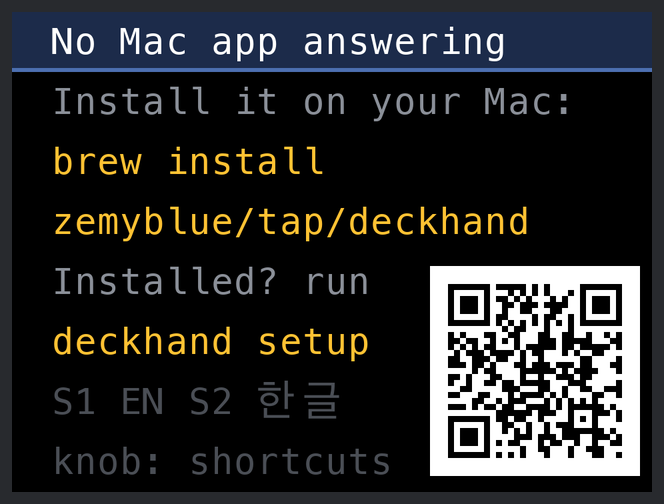 No Mac app answering
Install it on your Mac:
brew install
zemyblue/tap/deckhand
Installed? run
deckhand setup
S1 EN S2 한글
knob: shortcuts